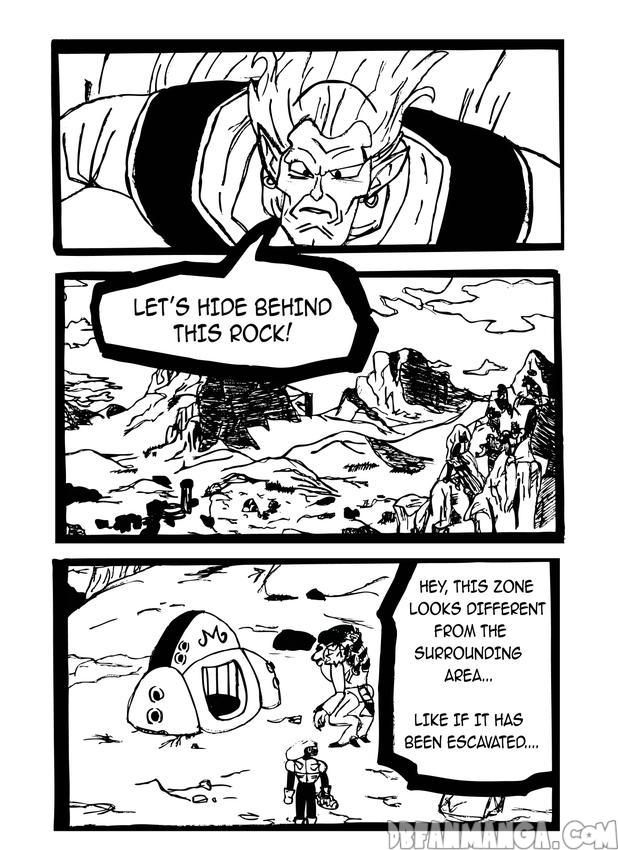 LET'S HIDE BEHIND
THIS ROCK!
M
HEY, THIS ZONE
LOOKS DIFFERENT
FROM THE
SURROUNDING
AREA...
LIKE IF IT HAS
BEEN ESCAVATED....
DBFANMANGA.COM